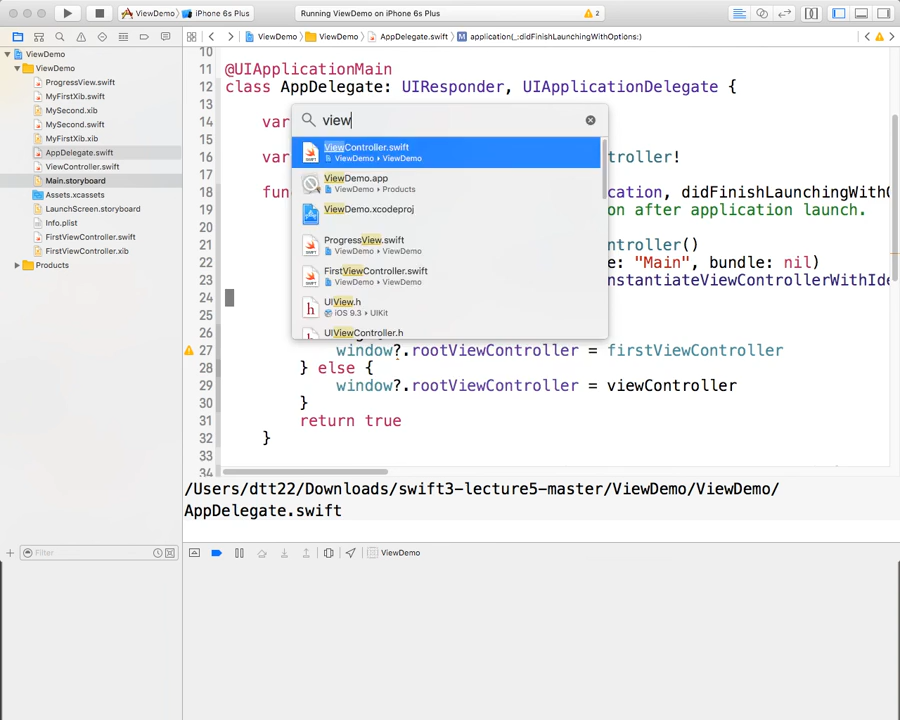 ViewDemo iPhone 6s Plus Running ViewDemo on iPhone 6s Plus 2
ViewDemo ViewDemo AppDelegate.swift M application(_:didFinishLaunchingWithOptions:)
ViewDemo
ViewDemo
ProgressView.swift
MyFirstXib.swift
MySecond.xib
MySecond.swift
MyFirstXib.xib
AppDelegate.swift
ViewController.swift
Main.storyboard
Assets.xcassets
LaunchScreen.storyboard
Info.plist
FirstViewController.swift
FirstViewController.xib
Products
Filter
10
11 @UIApplicationMain
12 class AppDelegate: UIResponder, UIApplicationDelegate {
13
14 var
16 var troller!
18 fun ication, didFinishLaunchingWithO
19 on after application launch.
20
21 ntroller()
22 e: "Main", bundle: nil)
23 nstantiateViewControllerWithIde
24
25
26
27 window?.rootViewController = firstViewController
28 } else {
29 window?.rootViewController = viewController
30 }
31 return true
32 }
33
34
view
ViewController.swift
ViewDemo ▸ ViewDemo
ViewDemo.app
ViewDemo ▸ Products
ViewDemo.xcodeproj
ProgressView.swift
ViewDemo ▸ ViewDemo
FirstViewController.swift
ViewDemo ▸ ViewDemo
UIView.h
iOS 9.3 ▸ UIKit
UIViewController.h
/Users/dtt22/Downloads/swift3-lecture5-master/ViewDemo/ViewDemo/
AppDelegate.swift
ViewDemo